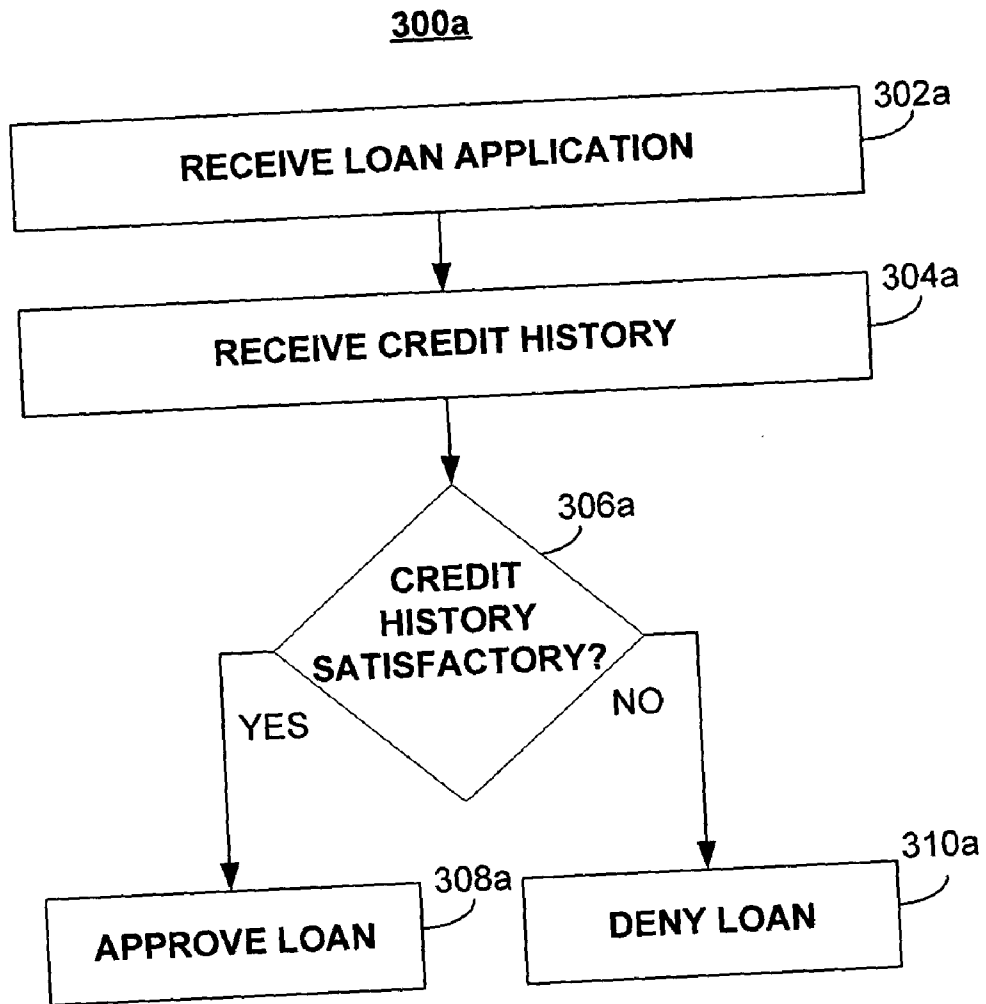 300a
302a
RECEIVE LOAN APPLICATION
304a
RECEIVE CREDIT HISTORY
306a
CREDIT
HISTORY
SATISFACTORY?
YES
NO
308a
APPROVE LOAN
310a
DENY LOAN